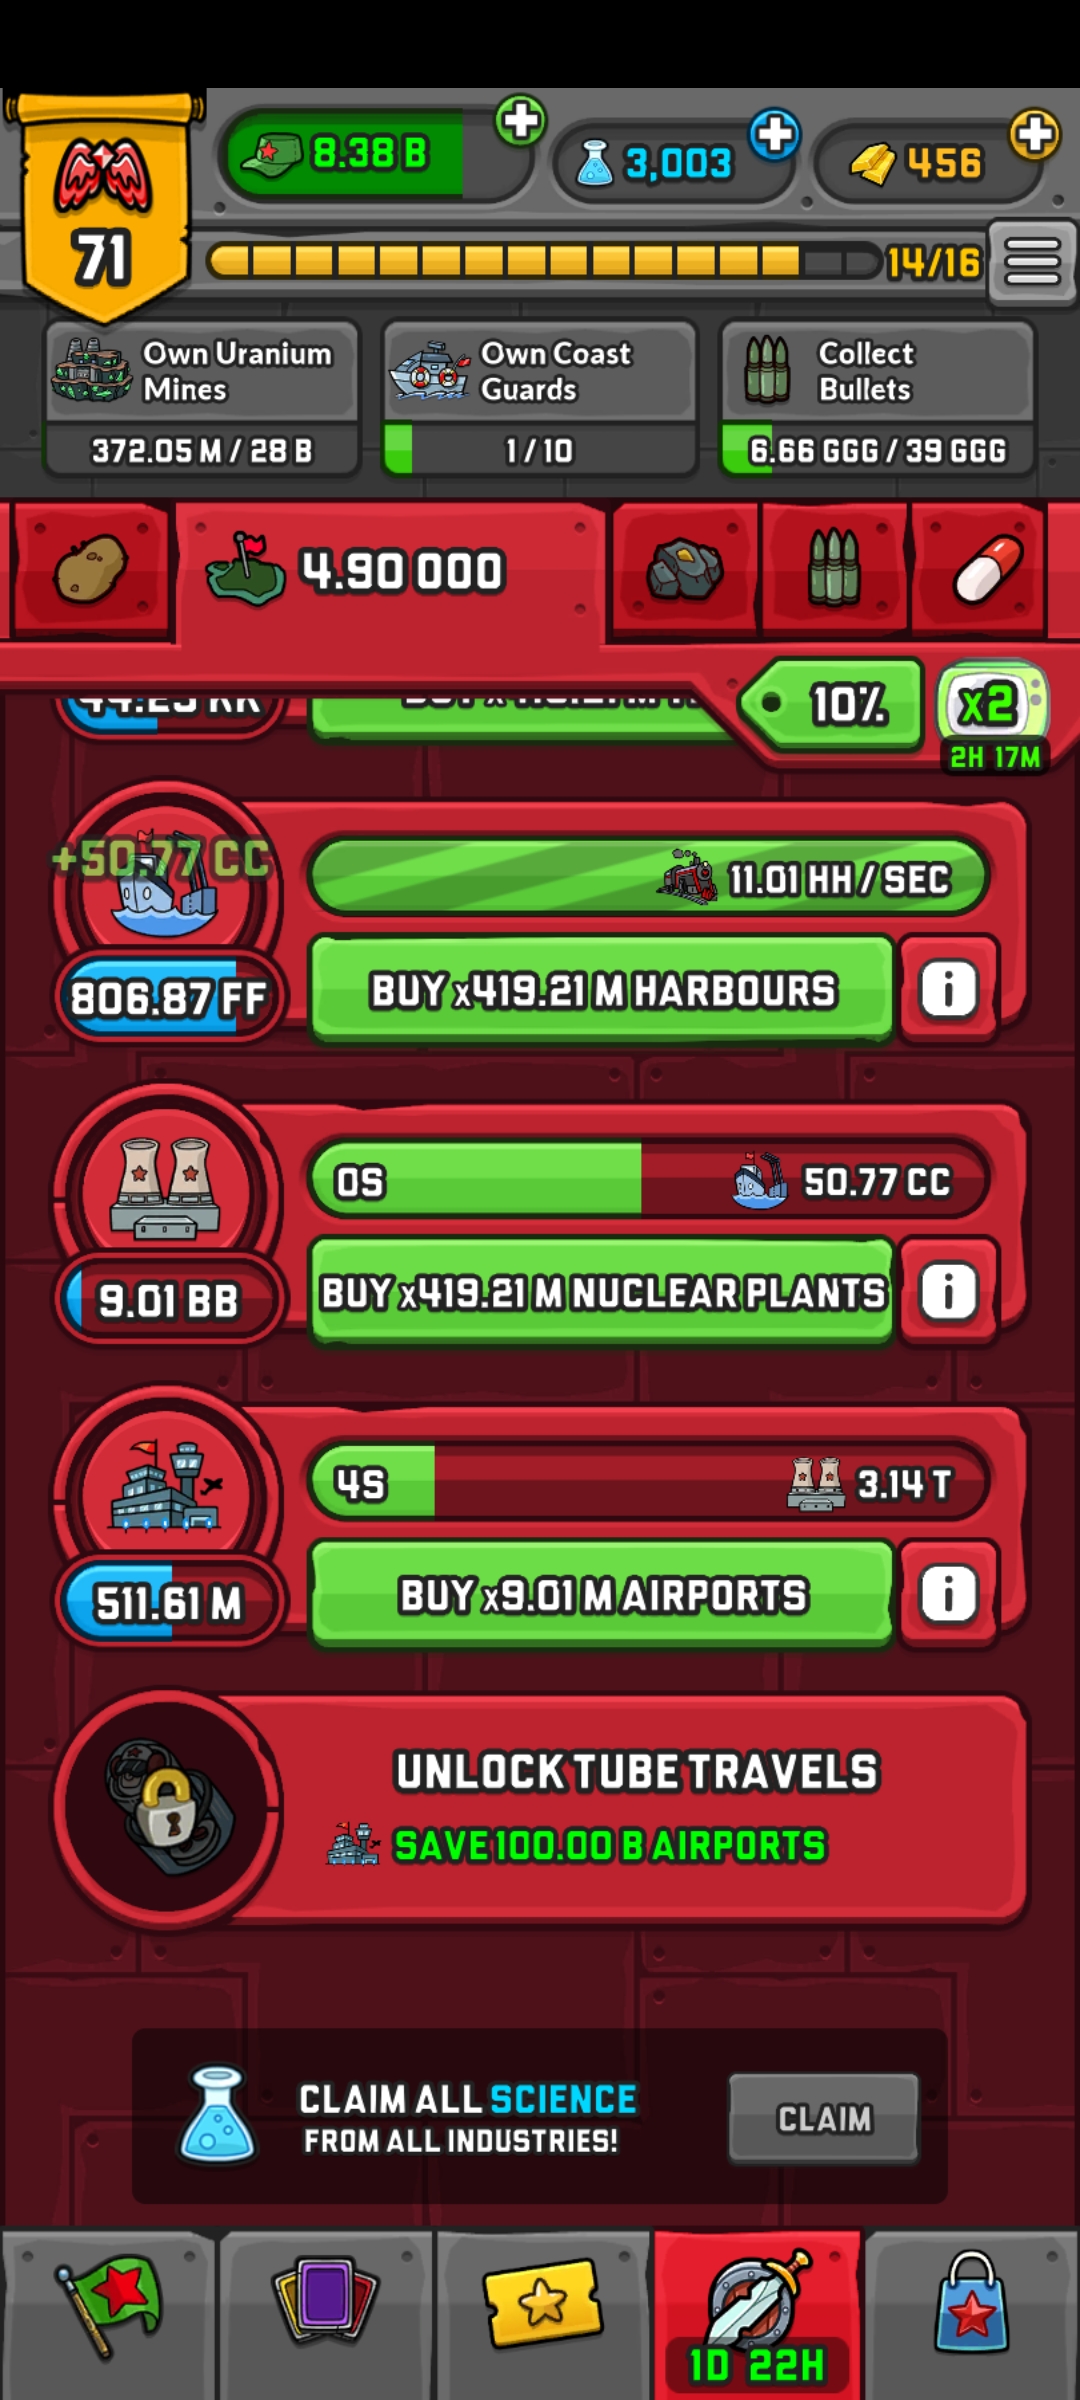 71
8.38 B
3,003
456
14/16
Own Uranium
Mines
372.05 M / 28 B
Own Coast
Guards
1 / 10
Collect
Bullets
6.66 GGG / 39 GGG
4.90 000
10%
x2
2H 17M
+50.77 CC
11.01 HH / SEC
806.87 FF
BUY x419.21 M HARBOURS
i
0S
50.77 CC
9.01 BB
BUY x419.21 M NUCLEAR PLANTS
i
4S
3.14 T
511.61 M
BUY x9.01 M AIRPORTS
i
UNLOCK TUBE TRAVELS
SAVE 100.00 B AIRPORTS
CLAIM ALL SCIENCE
FROM ALL INDUSTRIES!
CLAIM
1D 22H